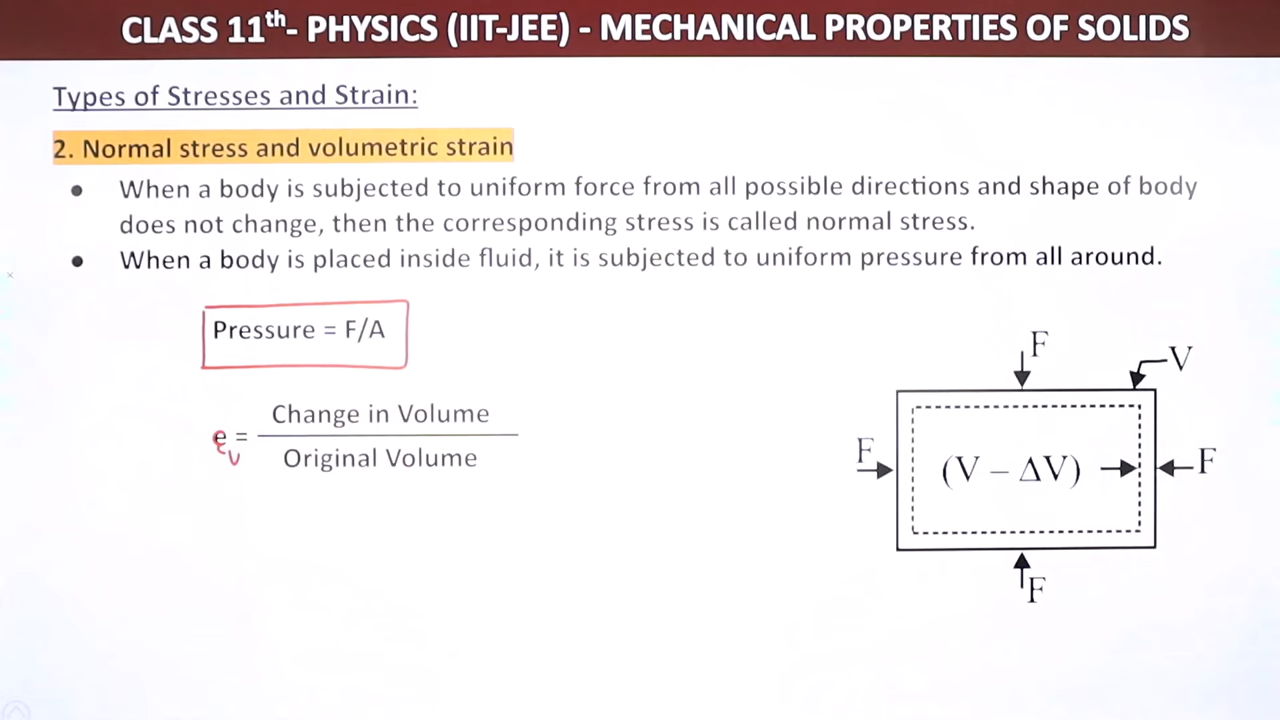 CLASS 11th- PHYSICS (IIT-JEE) - MECHANICAL PROPERTIES OF SOLIDS
Types of Stresses and Strain:
2. Normal stress and volumetric strain
● When a body is subjected to uniform force from all possible directions and shape of body
does not change, then the corresponding stress is called normal stress.
● When a body is placed inside fluid, it is subjected to uniform pressure from all around.
Pressure = F/A
e_v = Change in Volume / Original Volume
F
V
F
(V – ΔV)
F
F